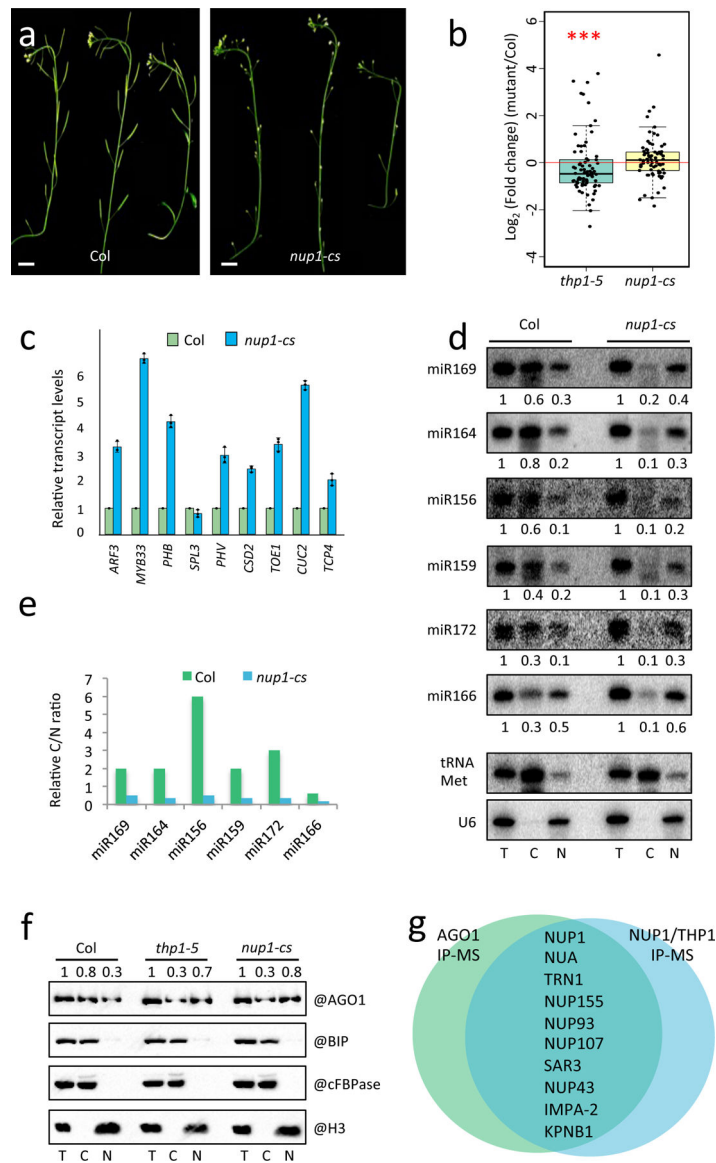 a
Col
nup1-cs
b
***
Log2 (Fold change) (mutant/Col)
6
4
2
0
-2
-4
thp1-5
nup1-cs
c
Col
nup1-cs
Relative transcript levels
6
5
4
3
2
1
0
ARF3
MYB33
PHB
SPL3
PHV
CSD2
TOE1
CUC2
TCP4
d
Col
nup1-cs
miR169
1 0.6 0.3 1 0.2 0.4
miR164
1 0.8 0.2 1 0.1 0.3
miR156
1 0.6 0.1 1 0.1 0.2
miR159
1 0.4 0.2 1 0.1 0.3
miR172
1 0.3 0.1 1 0.1 0.3
miR166
1 0.3 0.5 1 0.1 0.6
tRNA
Met
U6
T C N T C N
e
Col
nup1-cs
Relative C/N ratio
7
6
5
4
3
2
1
0
miR169
miR164
miR156
miR159
miR172
miR166
f
Col
thp1-5
nup1-cs
1 0.8 0.3 1 0.3 0.7 1 0.3 0.8
@AGO1
@BIP
@cFBPase
@H3
T C N T C N T C N
g
AGO1
IP-MS
NUP1/THP1
IP-MS
NUP1
NUA
TRN1
NUP155
NUP93
NUP107
SAR3
NUP43
IMPA-2
KPNB1